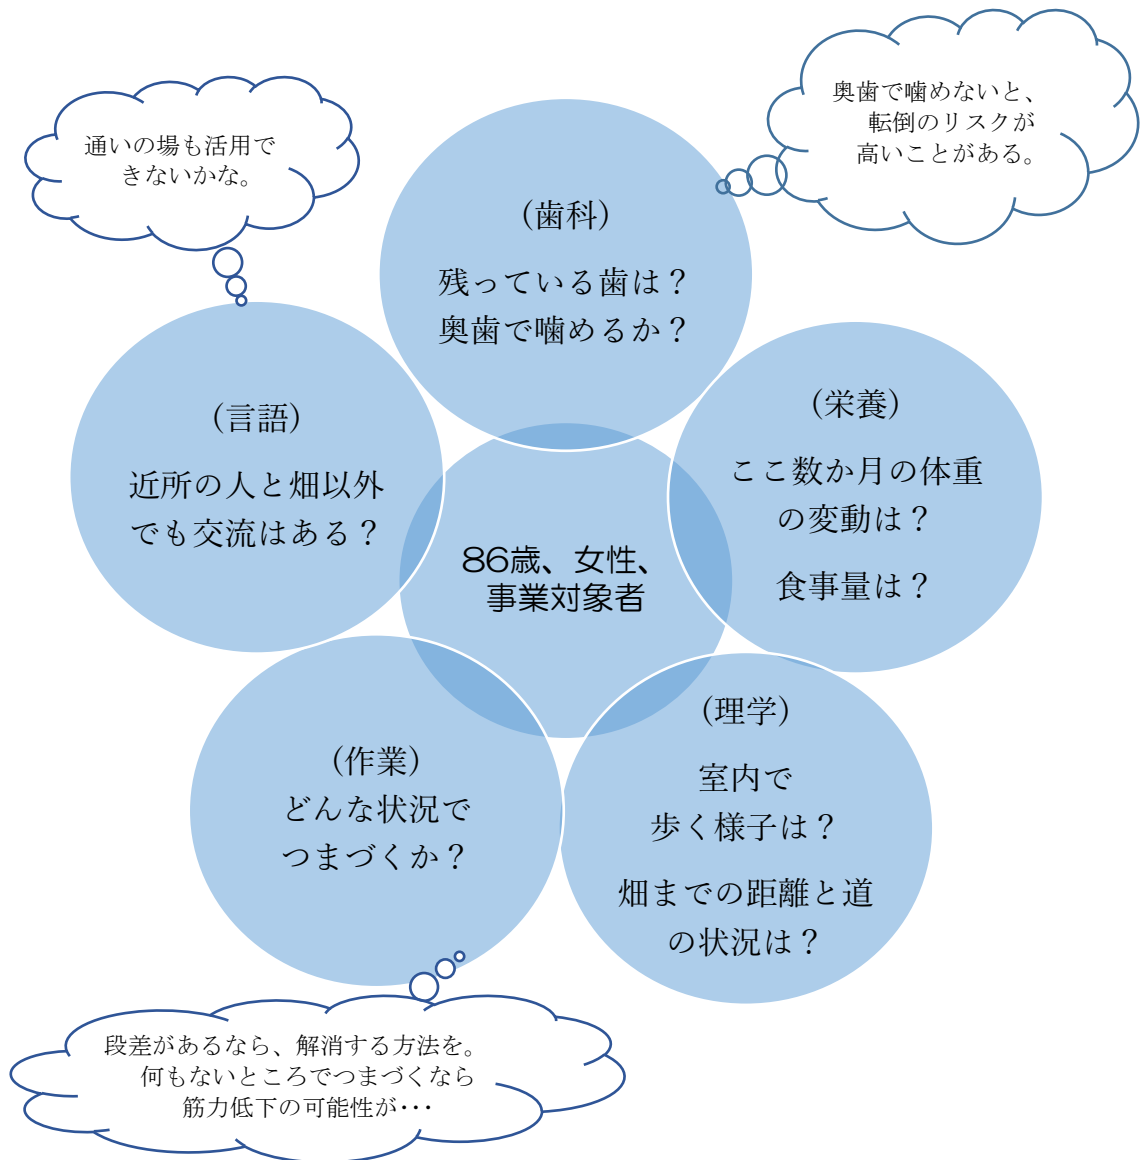 奥歯で噛めないと、
転倒のリスクが
高いことがある。
通いの場も活用で
きないかな。
(歯科)
残っている歯は？
奥歯で噛めるか？
(栄養)
ここ数か月の体重
の変動は？
食事量は？
(言語)
近所の人と畑以外
でも交流はある？
86歳、女性、
事業対象者
(理学)
室内で
歩く様子は？
畑までの距離と道
の状況は？
(作業)
どんな状況で
つまづくか？
段差があるなら、解消する方法を。
何もないところでつまづくなら
筋力低下の可能性が･･･